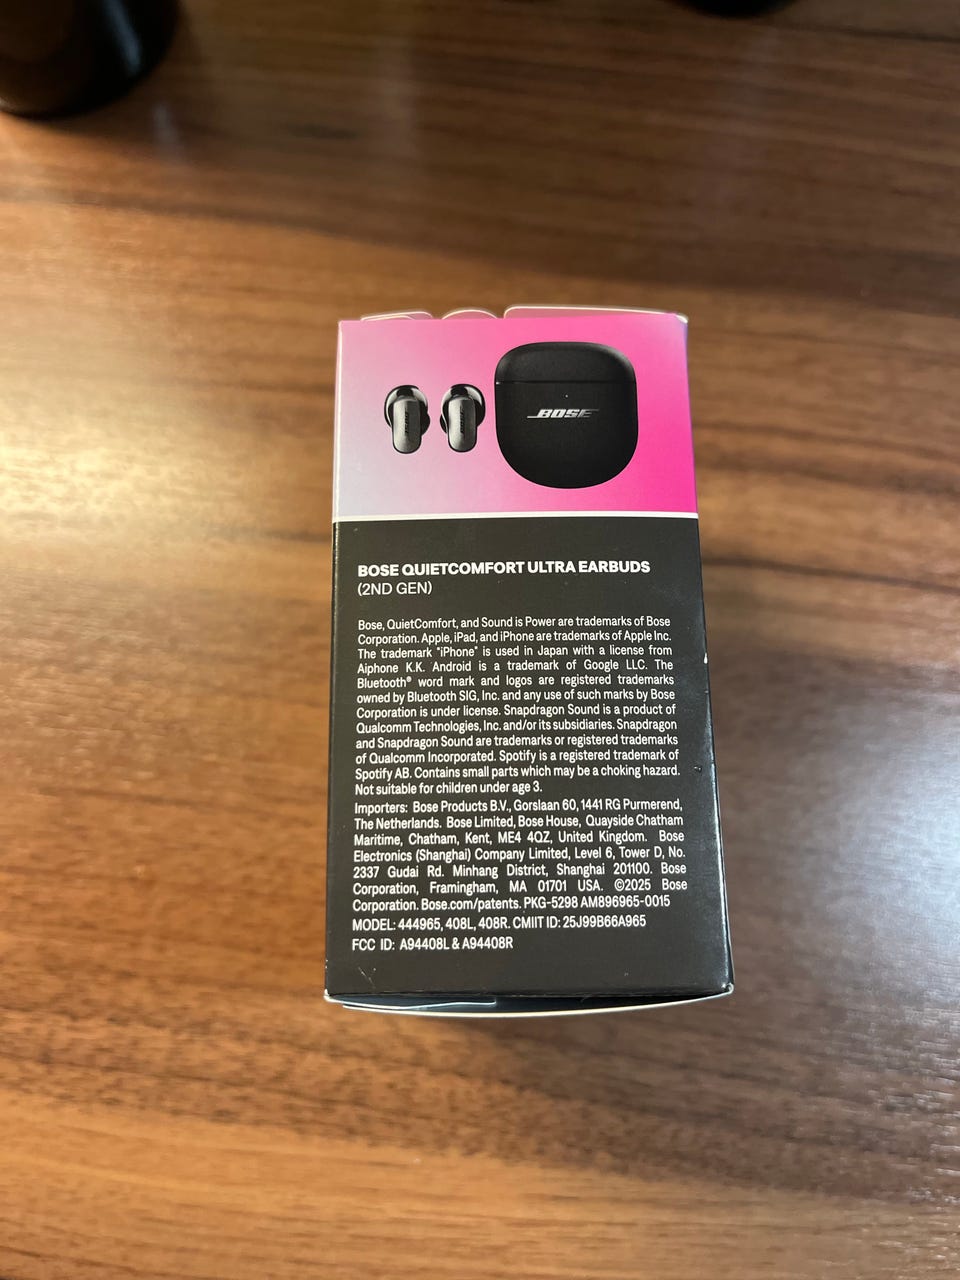 BOSE
BOSE
BOSE
BOSE QUIETCOMFORT ULTRA EARBUDS
(2ND GEN)
Bose, QuietComfort, and Sound is Power are trademarks of Bose
Corporation. Apple, iPad, and iPhone are trademarks of Apple Inc.
The trademark "iPhone" is used in Japan with a license from
Aiphone K.K. Android is a trademark of Google LLC. The
Bluetooth® word mark and logos are registered trademarks
owned by Bluetooth SIG, Inc. and any use of such marks by Bose
Corporation is under license. Snapdragon Sound is a product of
Qualcomm Technologies, Inc. and/or its subsidiaries. Snapdragon
and Snapdragon Sound are trademarks or registered trademarks
of Qualcomm Incorporated. Spotify is a registered trademark of
Spotify AB. Contains small parts which may be a choking hazard.
Not suitable for children under age 3.
Importers: Bose Products B.V., Gorslaan 60, 1441 RG Purmerend,
The Netherlands. Bose Limited, Bose House, Quayside Chatham
Maritime, Chatham, Kent, ME4 4QZ, United Kingdom. Bose
Electronics (Shanghai) Company Limited, Level 6, Tower D, No.
2337 Gudai Rd. Minhang District, Shanghai 201100. Bose
Corporation, Framingham, MA 01701 USA. ©2025 Bose
Corporation. Bose.com/patents. PKG-5298 AM896965-0015
MODEL: 444965, 408L, 408R. CMIIT ID: 25J99B66A965
FCC ID: A94408L & A94408R